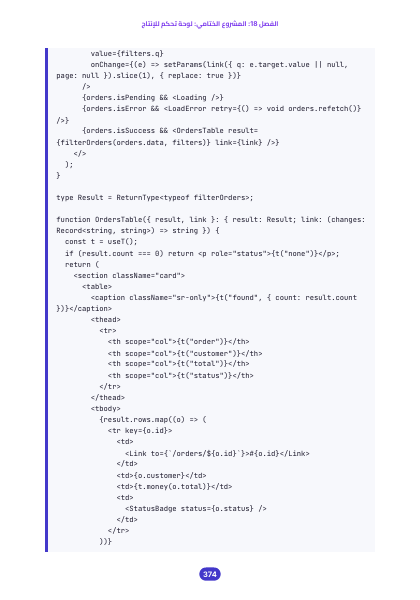 الفصل 18: المشروع الختامي: لوحة تحكم للإنتاج
value={filters.q}
onChange={(e) => setParams(link({ q: e.target.value || null,
page: null }).slice(1), { replace: true })}
/>
{orders.isPending && <Loading />}
{orders.isError && <LoadError retry={() => void orders.refetch()}
/>}
{orders.isSuccess && <OrdersTable result=
{filterOrders(orders.data, filters)} link={link} />}
</>
);
}
type Result = ReturnType<typeof filterOrders>;
function OrdersTable({ result, link }: { result: Result; link: (changes:
Record<string, string>) => string }) {
const t = useT();
if (result.count === 0) return <p role="status">{t("none")}</p>;
return (
<section className="card">
<table>
<caption className="sr-only">{t("found", { count: result.count
})}</caption>
<thead>
<tr>
<th scope="col">{t("order")}</th>
<th scope="col">{t("customer")}</th>
<th scope="col">{t("total")}</th>
<th scope="col">{t("status")}</th>
</tr>
</thead>
<tbody>
{result.rows.map((o) => (
<tr key={o.id}>
<td>
<Link to={`/orders/${o.id}`}>#{o.id}</Link>
</td>
<td>{o.customer}</td>
<td>{t.money(o.total)}</td>
<td>
<StatusBadge status={o.status} />
</td>
</tr>
))}
374